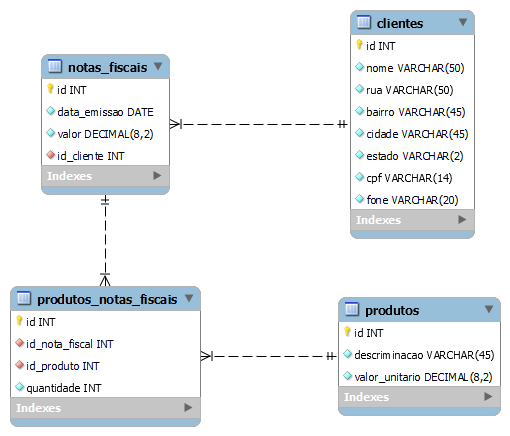 clientes
id INT
nome VARCHAR(50)
rua VARCHAR(50)
bairro VARCHAR(45)
cidade VARCHAR(45)
estado VARCHAR(2)
cpf VARCHAR(14)
fone VARCHAR(20)
Indexes
notas_fiscais
id INT
data_emissao DATE
valor DECIMAL(8,2)
id_cliente INT
Indexes
produtos_notas_fiscais
id INT
id_nota_fiscal INT
id_produto INT
quantidade INT
Indexes
produtos
id INT
descriminacao VARCHAR(45)
valor_unitario DECIMAL(8,2)
Indexes